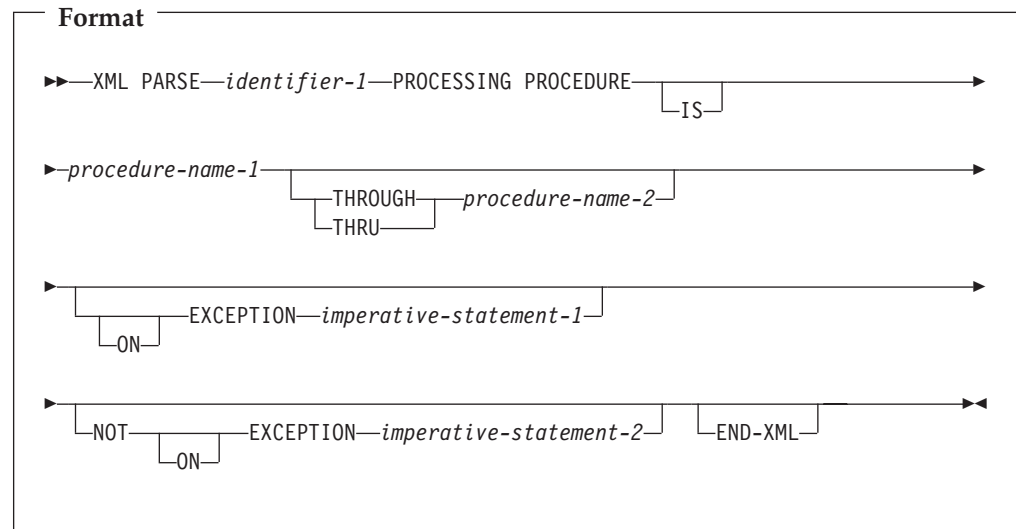 Format
XML PARSE identifier-1 PROCESSING PROCEDURE
IS
procedure-name-1
THROUGH procedure-name-2
THRU
EXCEPTION imperative-statement-1
ON
NOT EXCEPTION imperative-statement-2 END-XML
ON